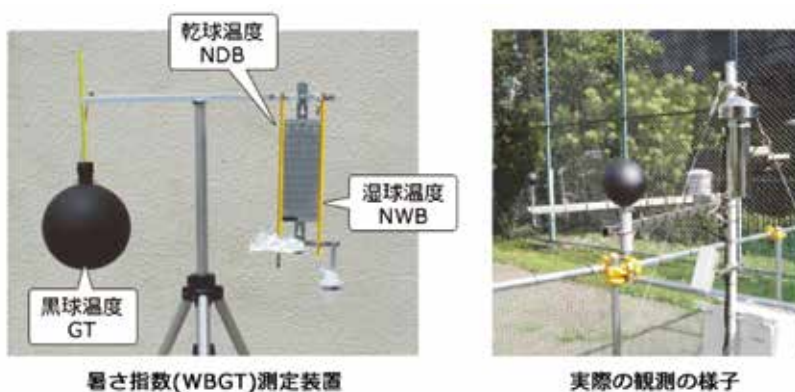 乾球温度
NDB
湿球温度
NWB
黒球温度
GT
暑さ指数(WBGT)測定装置
実際の観測の様子